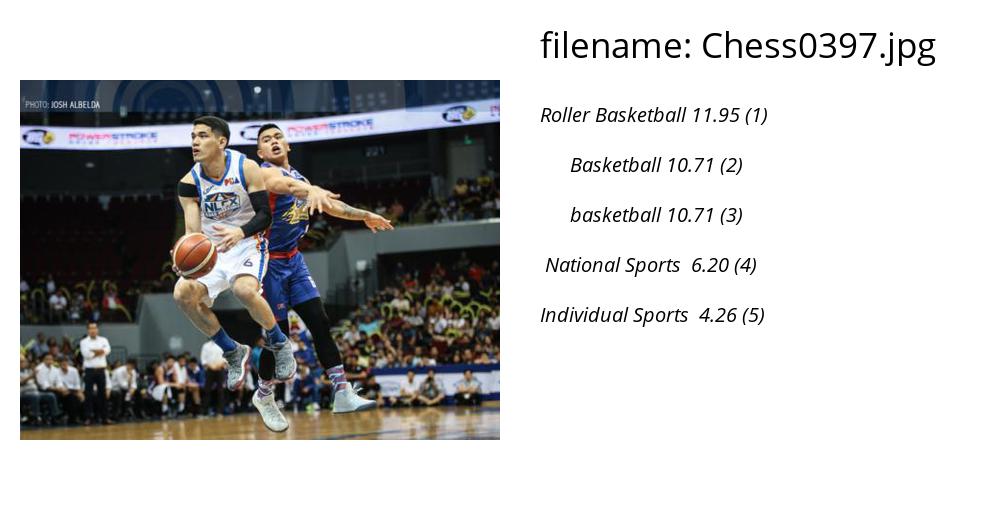 filename: Chess0397.jpg
PHOTO: JOSH ALBELDA
POWERSTROKE
POWERSTROKE
Roller Basketball 11.95 (1)
Basketball 10.71 (2)
basketball 10.71 (3)
National Sports 6.20 (4)
Individual Sports 4.26 (5)
NLEX
6